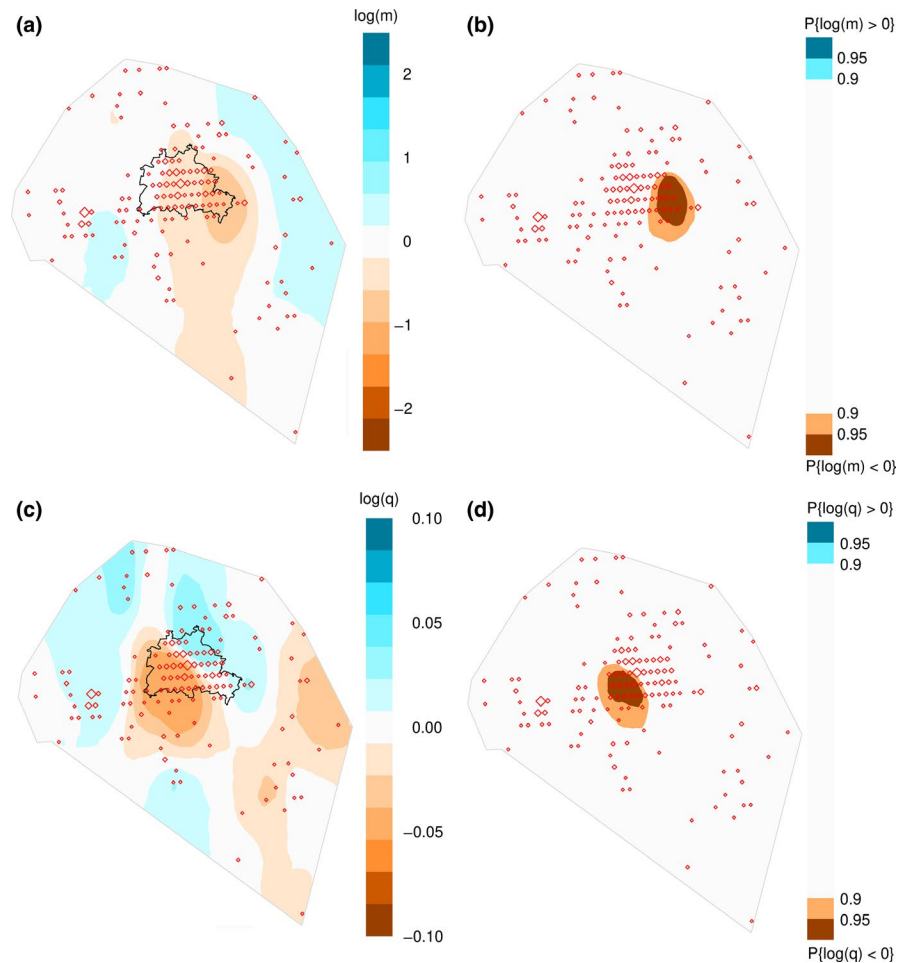 (a)
log(m)
2
1
0
−1
−2
(b)
P{log(m) > 0}
0.95
0.9
0.9
0.95
P{log(m) < 0}
(c)
log(q)
0.10
0.05
0.00
−0.05
−0.10
(d)
P{log(q) > 0}
0.95
0.9
0.9
0.95
P{log(q) < 0}